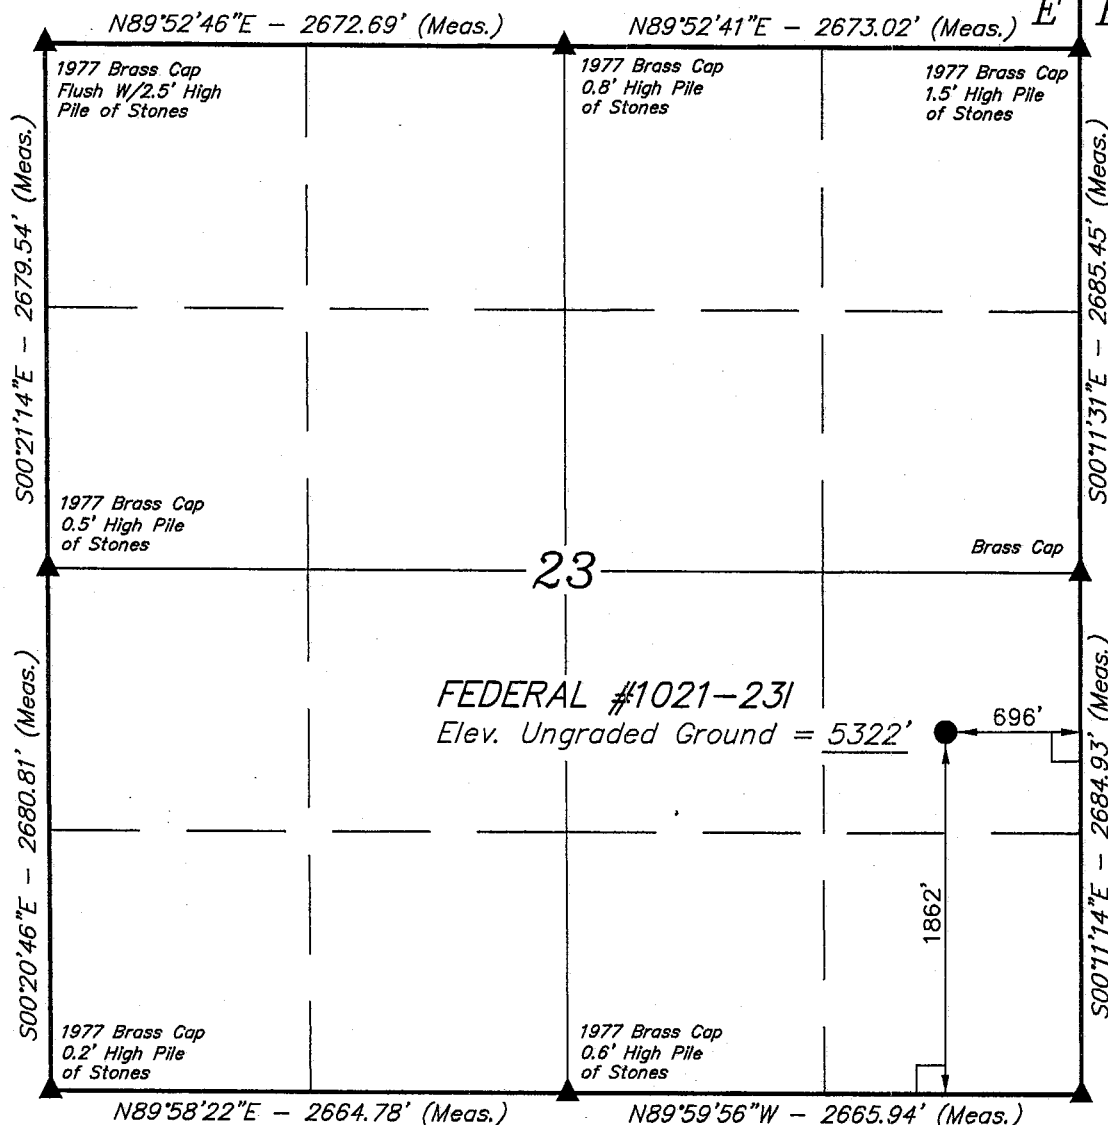 N89°52'46"E - 2672.69' (Meas.)
N89°52'41"E - 2673.02' (Meas.)
E
1977 Brass Cap
Flush W/2.5' High
Pile of Stones
1977 Brass Cap
0.8' High Pile
of Stones
1977 Brass Cap
1.5' High Pile
of Stones
S00°21'14"E - 2679.54' (Meas.)
S00°11'31"E - 2685.45' (Meas.)
1977 Brass Cap
0.5' High Pile
of Stones
Brass Cap
23
FEDERAL #1021-23I
Elev. Ungraded Ground = 5322'
696'
1862'
S00°20'46"E - 2680.81' (Meas.)
S00°11'14"E - 2684.93' (Meas.)
1977 Brass Cap
0.2' High Pile
of Stones
1977 Brass Cap
0.6' High Pile
of Stones
N89°58'22"E - 2664.78' (Meas.)
N89°59'56"W - 2665.94' (Meas.)